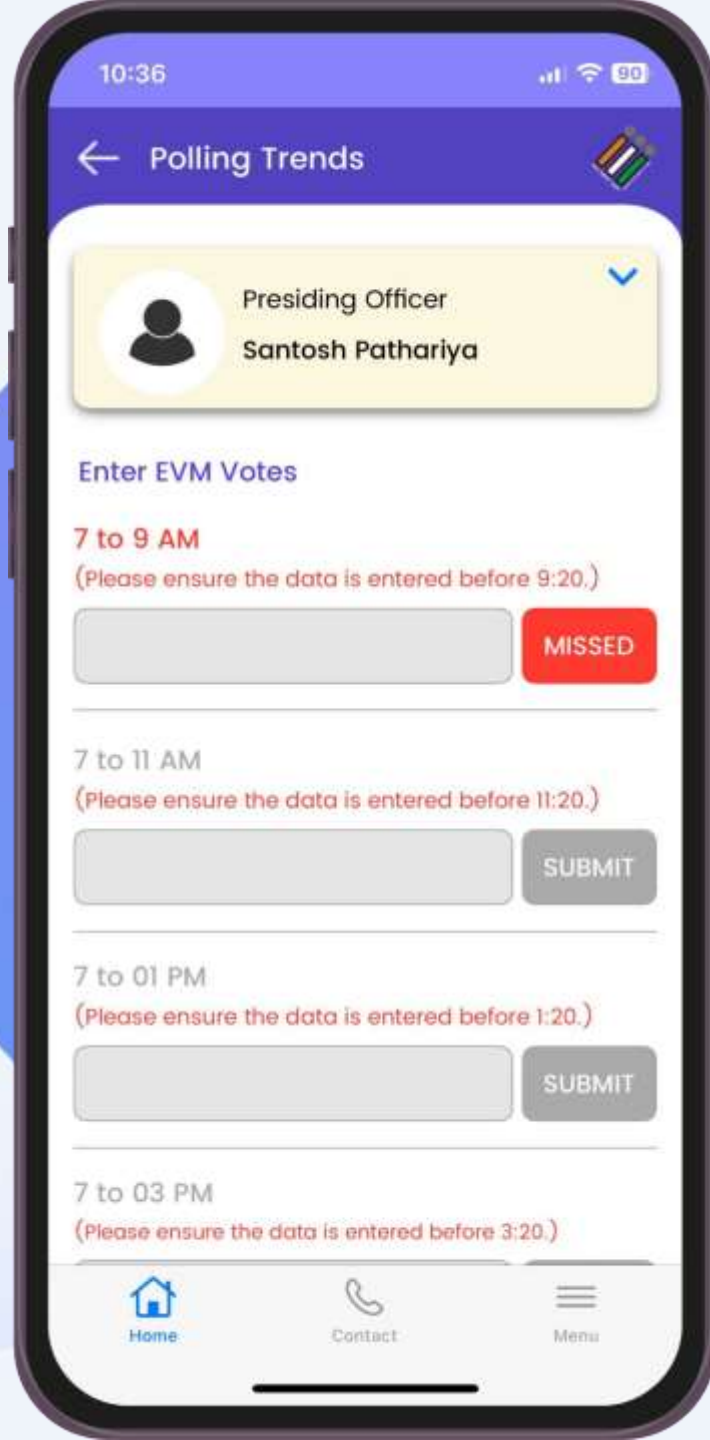 10:36
90
Polling Trends
Presiding Officer
Santosh Pathariya
Enter EVM Votes
7 to 9 AM
(Please ensure the data is entered before 9:20.)
MISSED
7 to 11 AM
(Please ensure the data is entered before 11:20.)
SUBMIT
7 to 01 PM
(Please ensure the data is entered before 1:20.)
SUBMIT
7 to 03 PM
(Please ensure the data is entered before 3:20.)
Home
Contact
Menu